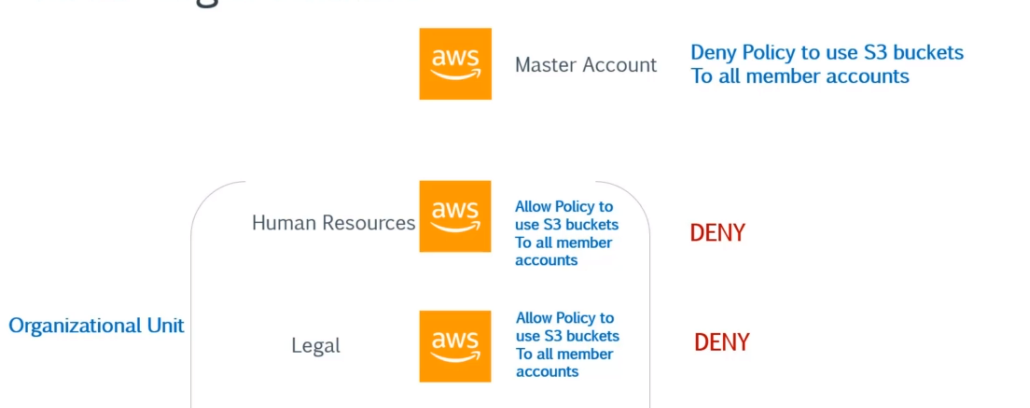 aws
Master Account
Deny Policy to use S3 buckets
To all member accounts
Human Resources
aws
Allow Policy to
use S3 buckets
To all member
accounts
DENY
Organizational Unit
Legal
aws
Allow Policy to
use S3 buckets
To all member
accounts
DENY